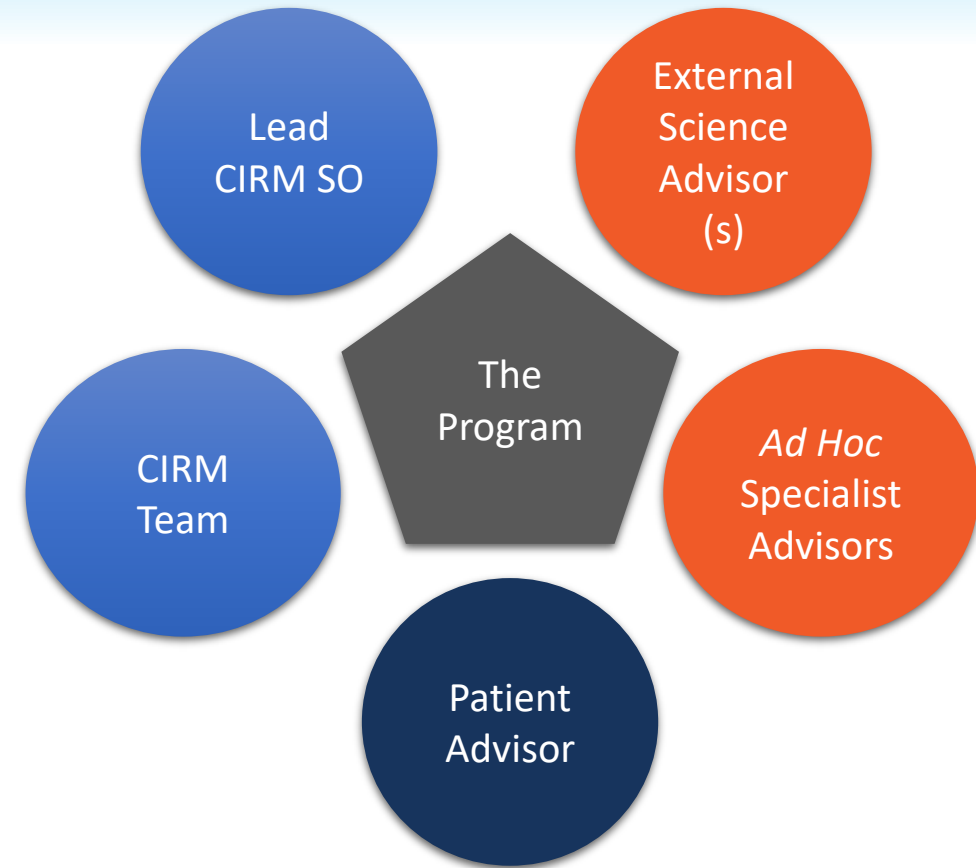 Lead
CIRM SO
External
Science
Advisor
(s)
The
Program
CIRM
Team
Ad Hoc
Specialist
Advisors
Patient
Advisor